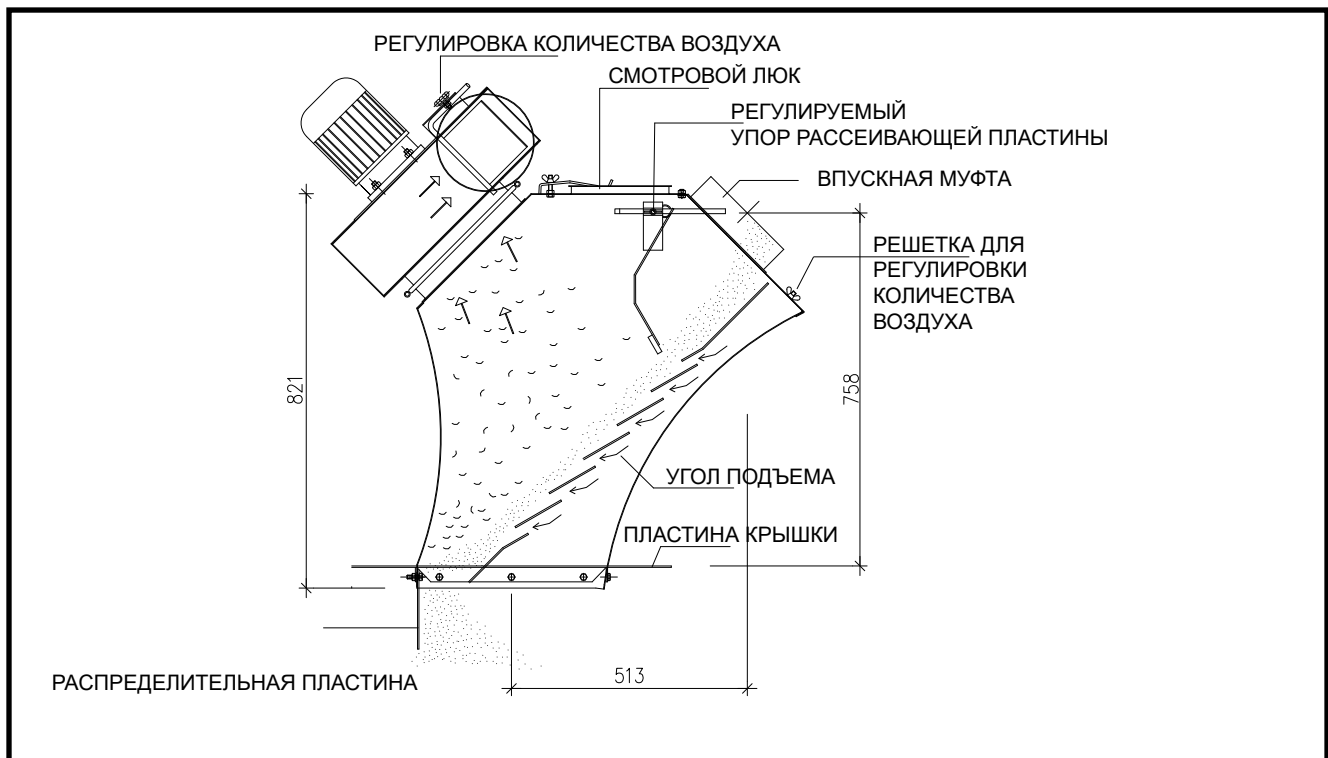 РЕГУЛИРОВКА КОЛИЧЕСТВА ВОЗДУХА
СМОТРОВОЙ ЛЮК
РЕГУЛИРУЕМЫЙ
УПОР РАССЕИВАЮЩЕЙ ПЛАСТИНЫ
ВПУСКНАЯ МУФТА
РЕШЕТКА ДЛЯ
РЕГУЛИРОВКИ
КОЛИЧЕСТВА
ВОЗДУХА
821
758
УГОЛ ПОДЪЕМА
ПЛАСТИНА КРЫШКИ
513
РАСПРЕДЕЛИТЕЛЬНАЯ ПЛАСТИНА